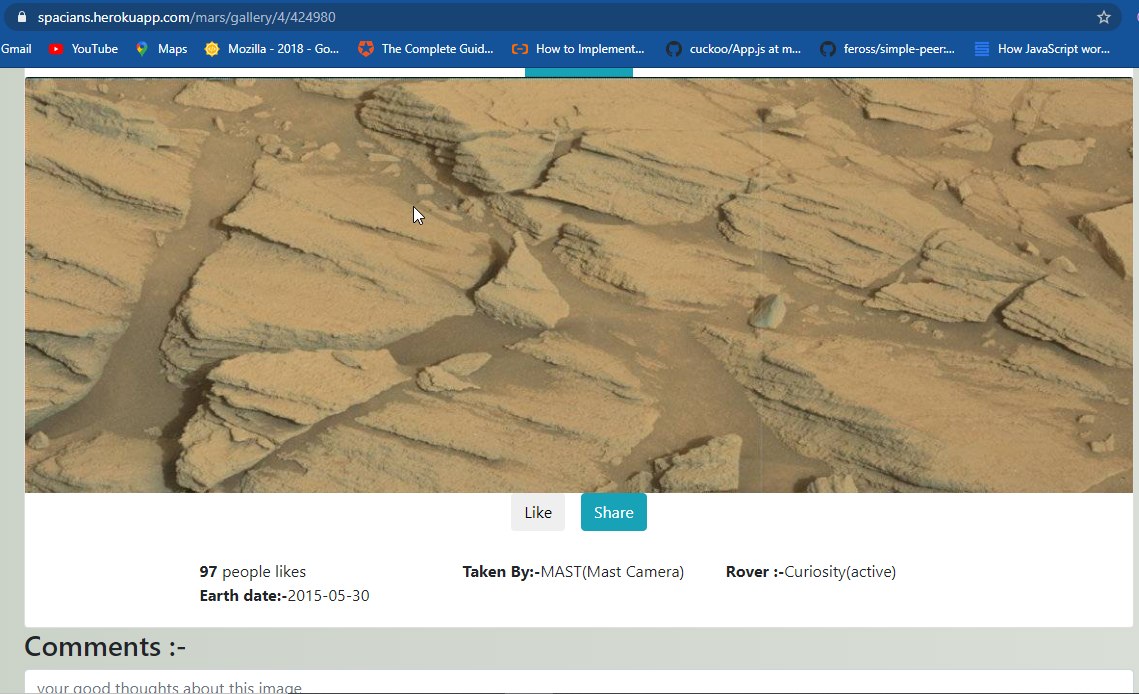 spacians.herokuapp.com/mars/gallery/4/424980
Gmail YouTube Maps Mozilla - 2018 - Go... The Complete Guid... How to Implement... cuckoo/App.js at m... feross/simple-peer:... How JavaScript wor...
Like Share
97 people likes Taken By:-MAST(Mast Camera) Rover :-Curiosity(active)
Earth date:-2015-05-30
Comments :-
your good thoughts about this image